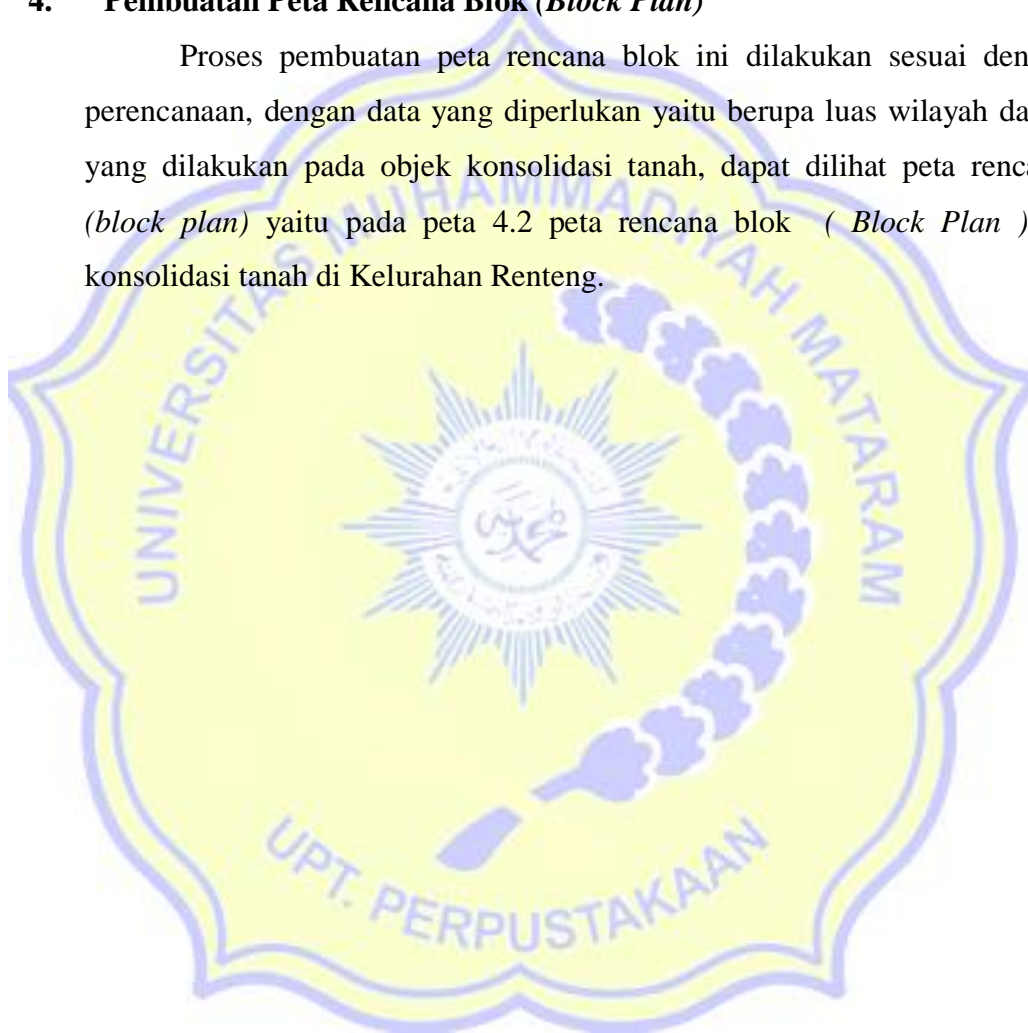 4. Pembuatan Peta Rencana Blok (Block Plan)
Proses pembuatan peta rencana blok ini dilakukan sesuai den
perencanaan, dengan data yang diperlukan yaitu berupa luas wilayah da
yang dilakukan pada objek konsolidasi tanah, dapat dilihat peta renca
(block plan) yaitu pada peta 4.2 peta rencana blok ( Block Plan )
konsolidasi tanah di Kelurahan Renteng.
UNIVERSITAS MUHAMMADIYAH MATARAM
UPT. PERPUSTAKAAN